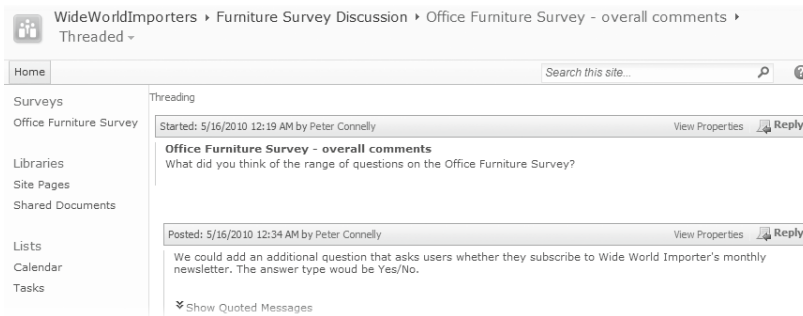 WideWorldImporters ▸ Furniture Survey Discussion ▸ Office Furniture Survey - overall comments ▸
Threaded
Home
Search this site...
Surveys
Office Furniture Survey
Libraries
Site Pages
Shared Documents
Lists
Calendar
Tasks
Threading
Started: 5/16/2010 12:19 AM by Peter Connelly
View Properties
Reply
Office Furniture Survey - overall comments
What did you think of the range of questions on the Office Furniture Survey?
Posted: 5/16/2010 12:34 AM by Peter Connelly
View Properties
Reply
We could add an additional question that asks users whether they subscribe to Wide World Importer's monthly
newsletter. The answer type woud be Yes/No.
Show Quoted Messages